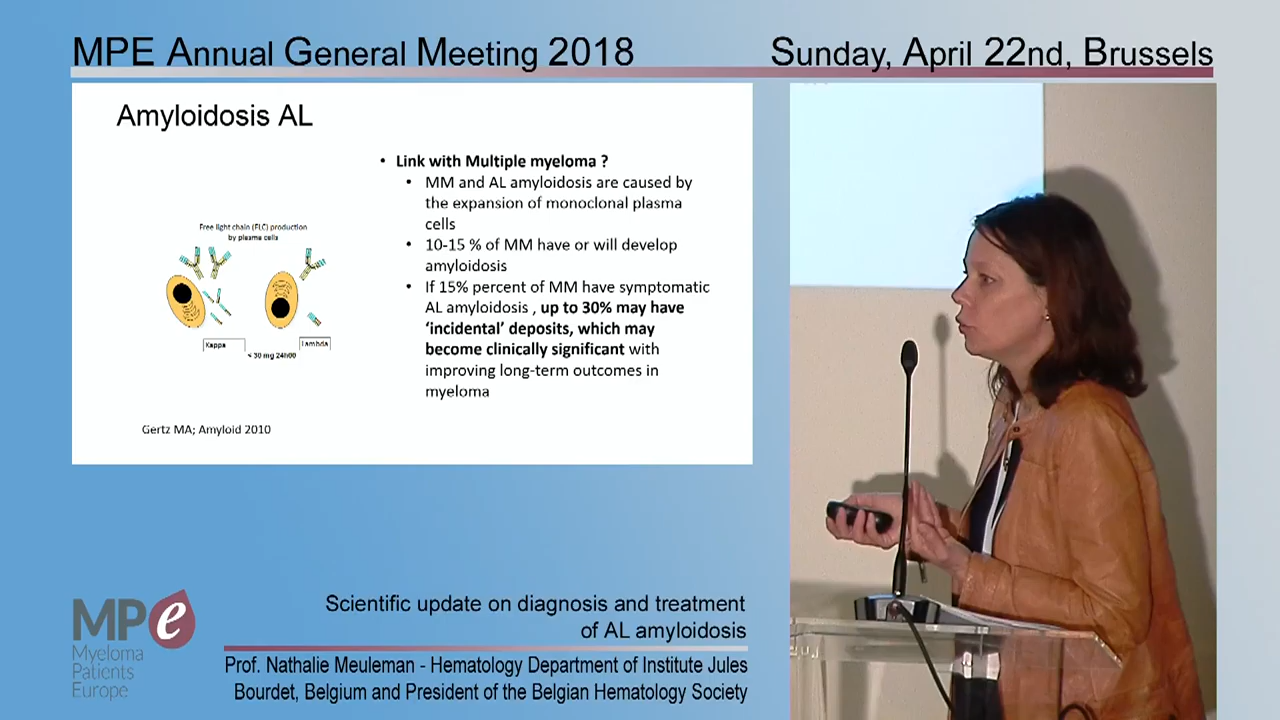 MPE Annual General Meeting 2018
Sunday, April 22nd, Brussels
Amyloidosis AL
• Link with Multiple myeloma ?
• MM and AL amyloidosis are caused by
the expansion of monoclonal plasma
cells
• 10-15 % of MM have or will develop
amyloidosis
• If 15% percent of MM have symptomatic
AL amyloidosis , up to 30% may have
‘incidental’ deposits, which may
become clinically significant with
improving long-term outcomes in
myeloma
Free light chain (FLC) production
by plasma cells
Kappa
Lambda
< 30 mg 24h00
Gertz MA; Amyloid 2010
Scientific update on diagnosis and treatment
of AL amyloidosis
Prof. Nathalie Meuleman - Hematology Department of Institute Jules
Bourdet, Belgium and President of the Belgian Hematology Society
MPe
Myeloma
Patients
Europe